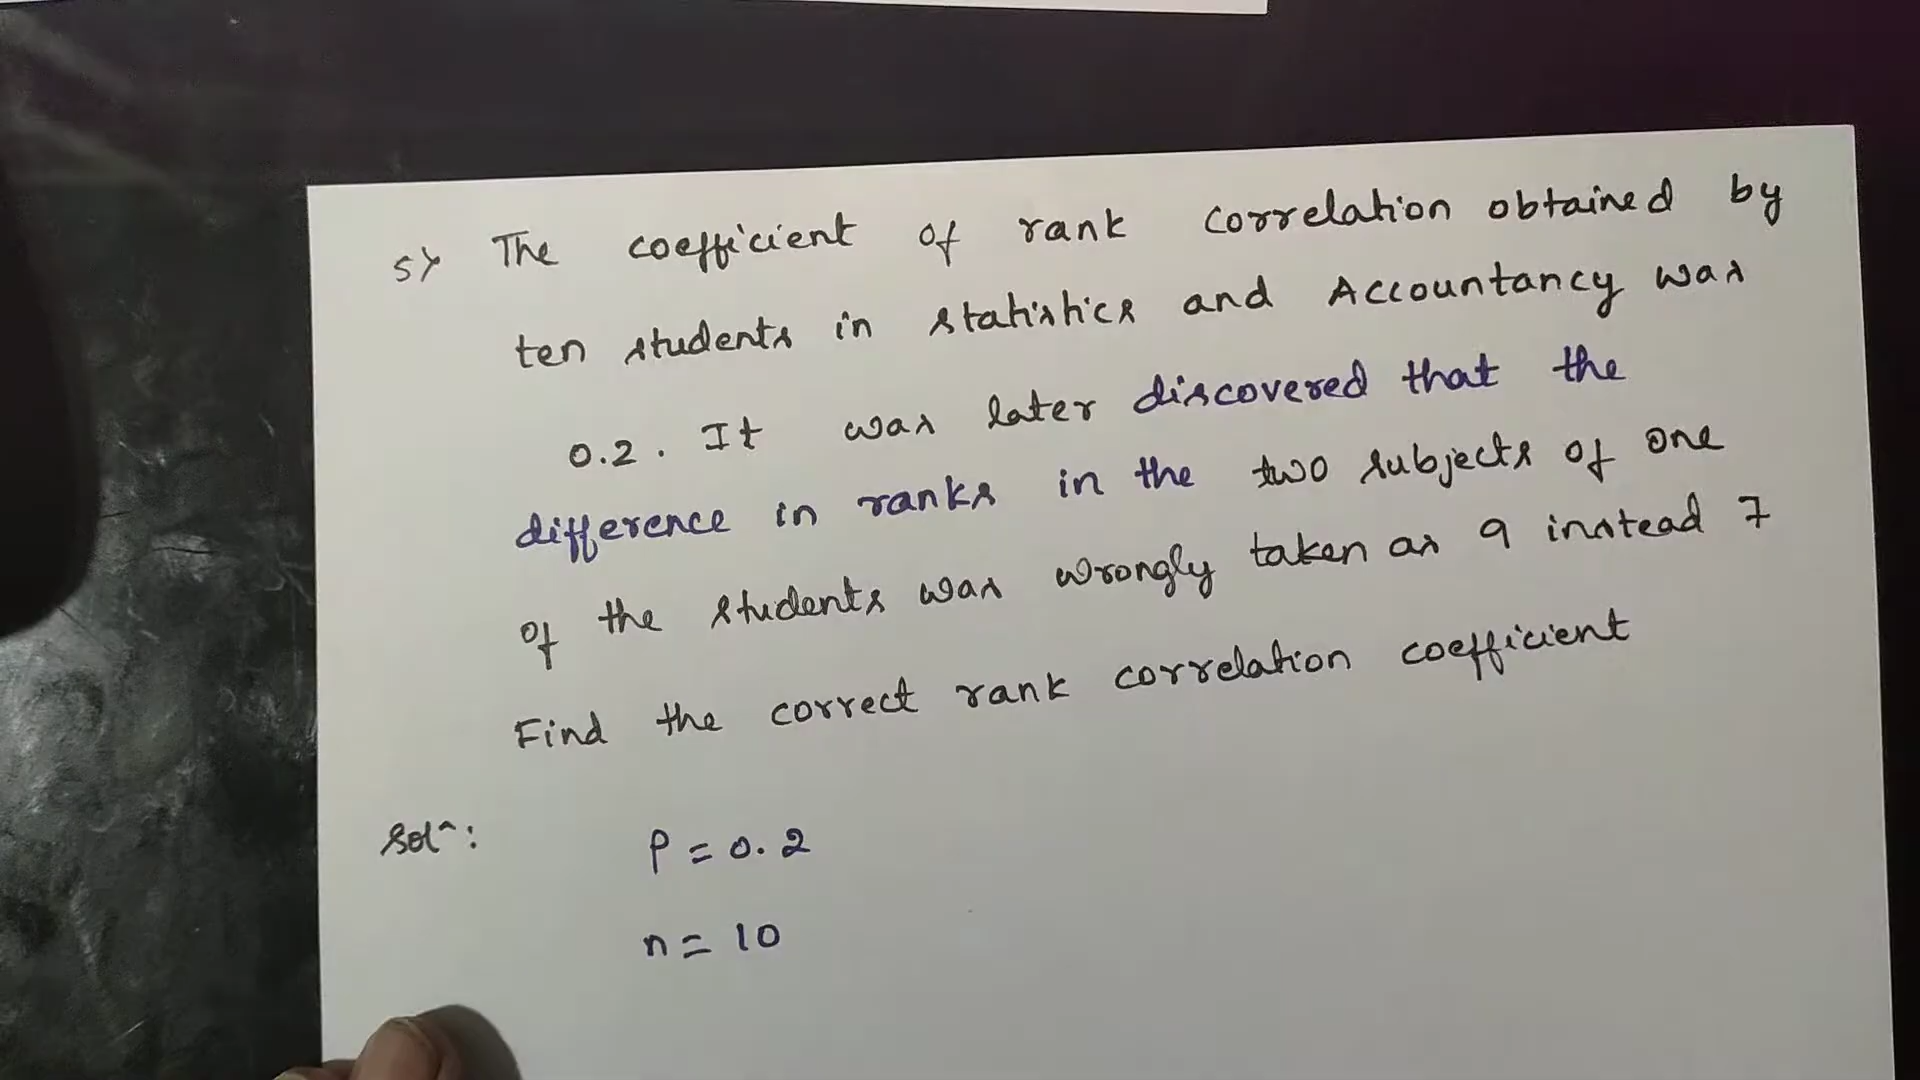 5) The coefficient of rank correlation obtained by
ten students in statistics and Accountancy was
0.2. It was later discovered that the
difference in ranks in the two subjects of one
of the students was wrongly taken as 9 instead 7
Find the correct rank correlation coefficient
Solⁿ:
ρ = 0.2
n = 10